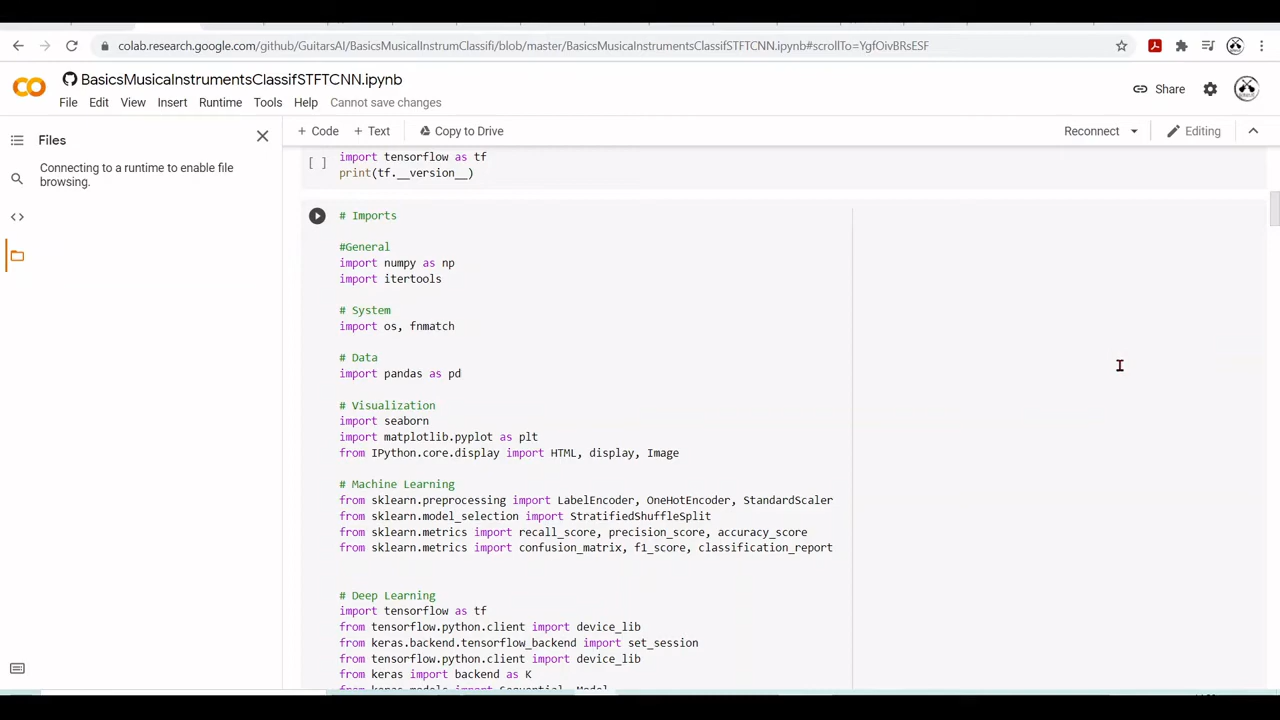 colab.research.google.com/github/GuitarsAI/BasicsMusicalInstrumClassifi/blob/master/BasicsMusicalInstrumentsClassifSTFTCNN.ipynb#scrollTo=YgfOivBRsESF
BasicsMusicaInstrumentsClassifSTFTCNN.ipynb
File Edit View Insert Runtime Tools Help Cannot save changes
Share
Files
Connecting to a runtime to enable file
browsing.
+ Code + Text Copy to Drive
Reconnect Editing
[ ] import tensorflow as tf
print(tf.__version__)
# Imports
#General
import numpy as np
import itertools
# System
import os, fnmatch
# Data
import pandas as pd
# Visualization
import seaborn
import matplotlib.pyplot as plt
from IPython.core.display import HTML, display, Image
# Machine Learning
from sklearn.preprocessing import LabelEncoder, OneHotEncoder, StandardScaler
from sklearn.model_selection import StratifiedShuffleSplit
from sklearn.metrics import recall_score, precision_score, accuracy_score
from sklearn.metrics import confusion_matrix, f1_score, classification_report
# Deep Learning
import tensorflow as tf
from tensorflow.python.client import device_lib
from keras.backend.tensorflow_backend import set_session
from tensorflow.python.client import device_lib
from keras import backend as K
from keras.models import Sequential, Model